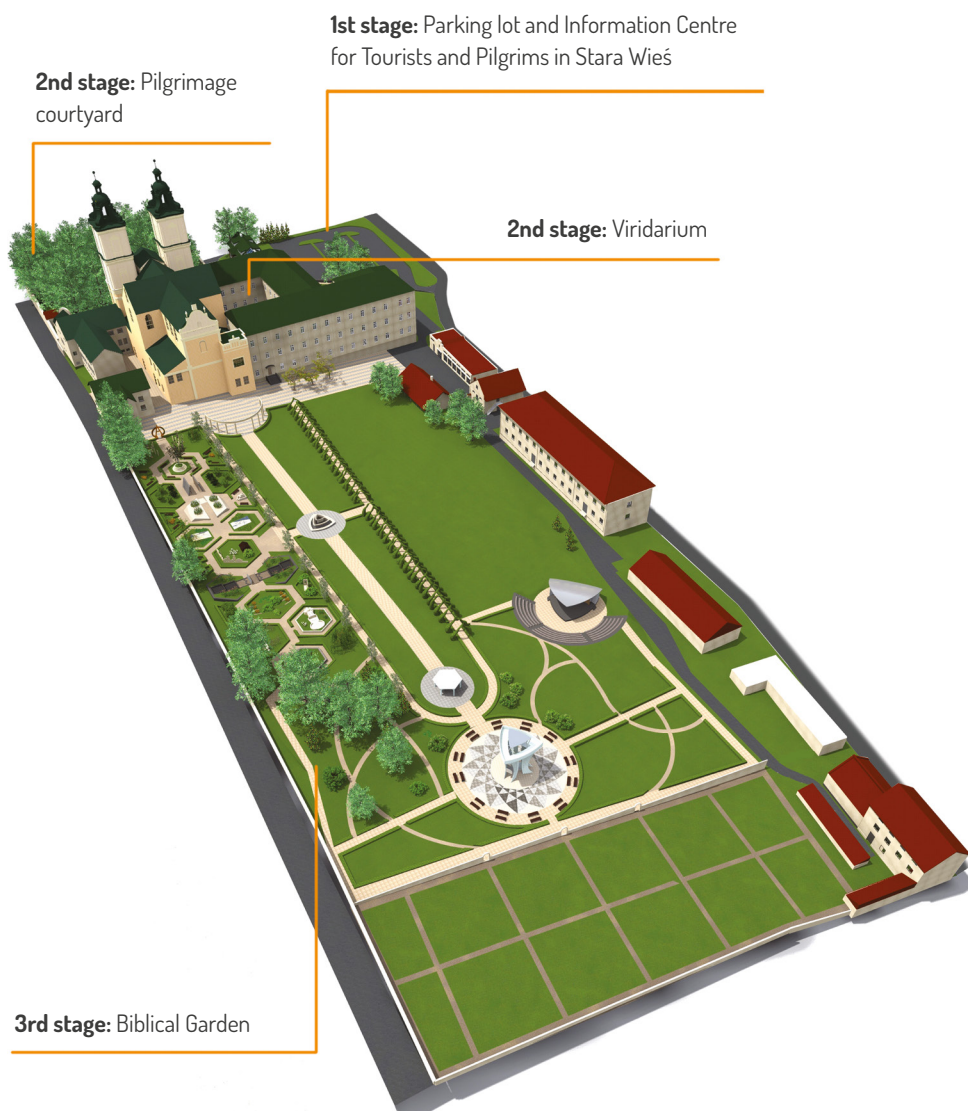 1st stage: Parking lot and Information Centre
for Tourists and Pilgrims in Stara Wieś
2nd stage: Pilgrimage
courtyard
2nd stage: Viridarium
3rd stage: Biblical Garden